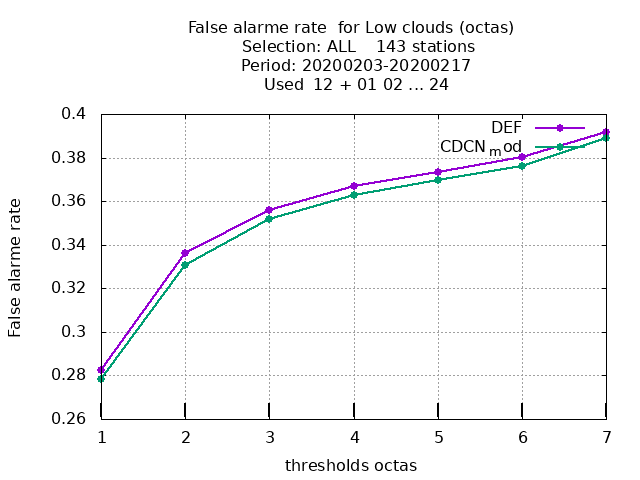 False alarme rate  for Low clouds (octas)
Selection: ALL    143 stations
Period: 20200203-20200217
Used  12 + 01 02 ... 24
0.4
0.38
0.36
0.34
0.32
0.3
0.28
0.26
False alarme rate
DEF
CDCNmod
1 2 3 4 5 6 7
thresholds octas